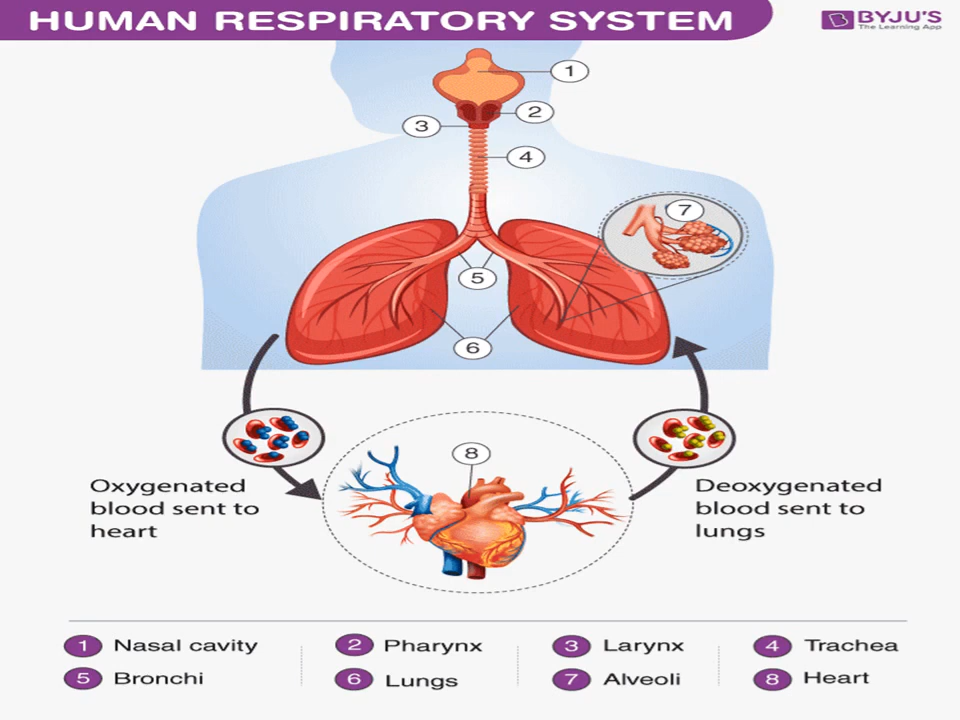 HUMAN RESPIRATORY SYSTEM
BYJU'S
The Learning App
1
2
3
4
7
5
6
8
Oxygenated
blood sent to
heart
Deoxygenated
blood sent to
lungs
1 Nasal cavity
2 Pharynx
3 Larynx
4 Trachea
5 Bronchi
6 Lungs
7 Alveoli
8 Heart